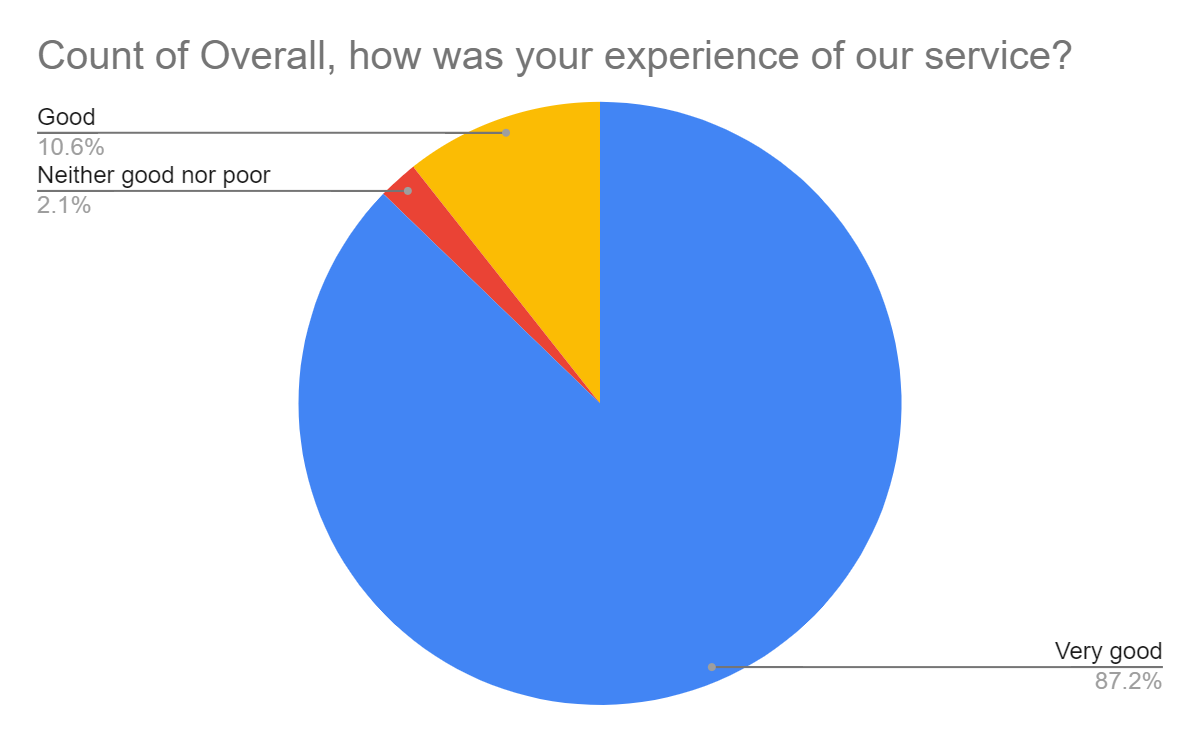 Count of Overall, how was your experience of our service?
Good
10.6%
Neither good nor poor
2.1%
Very good
87.2%